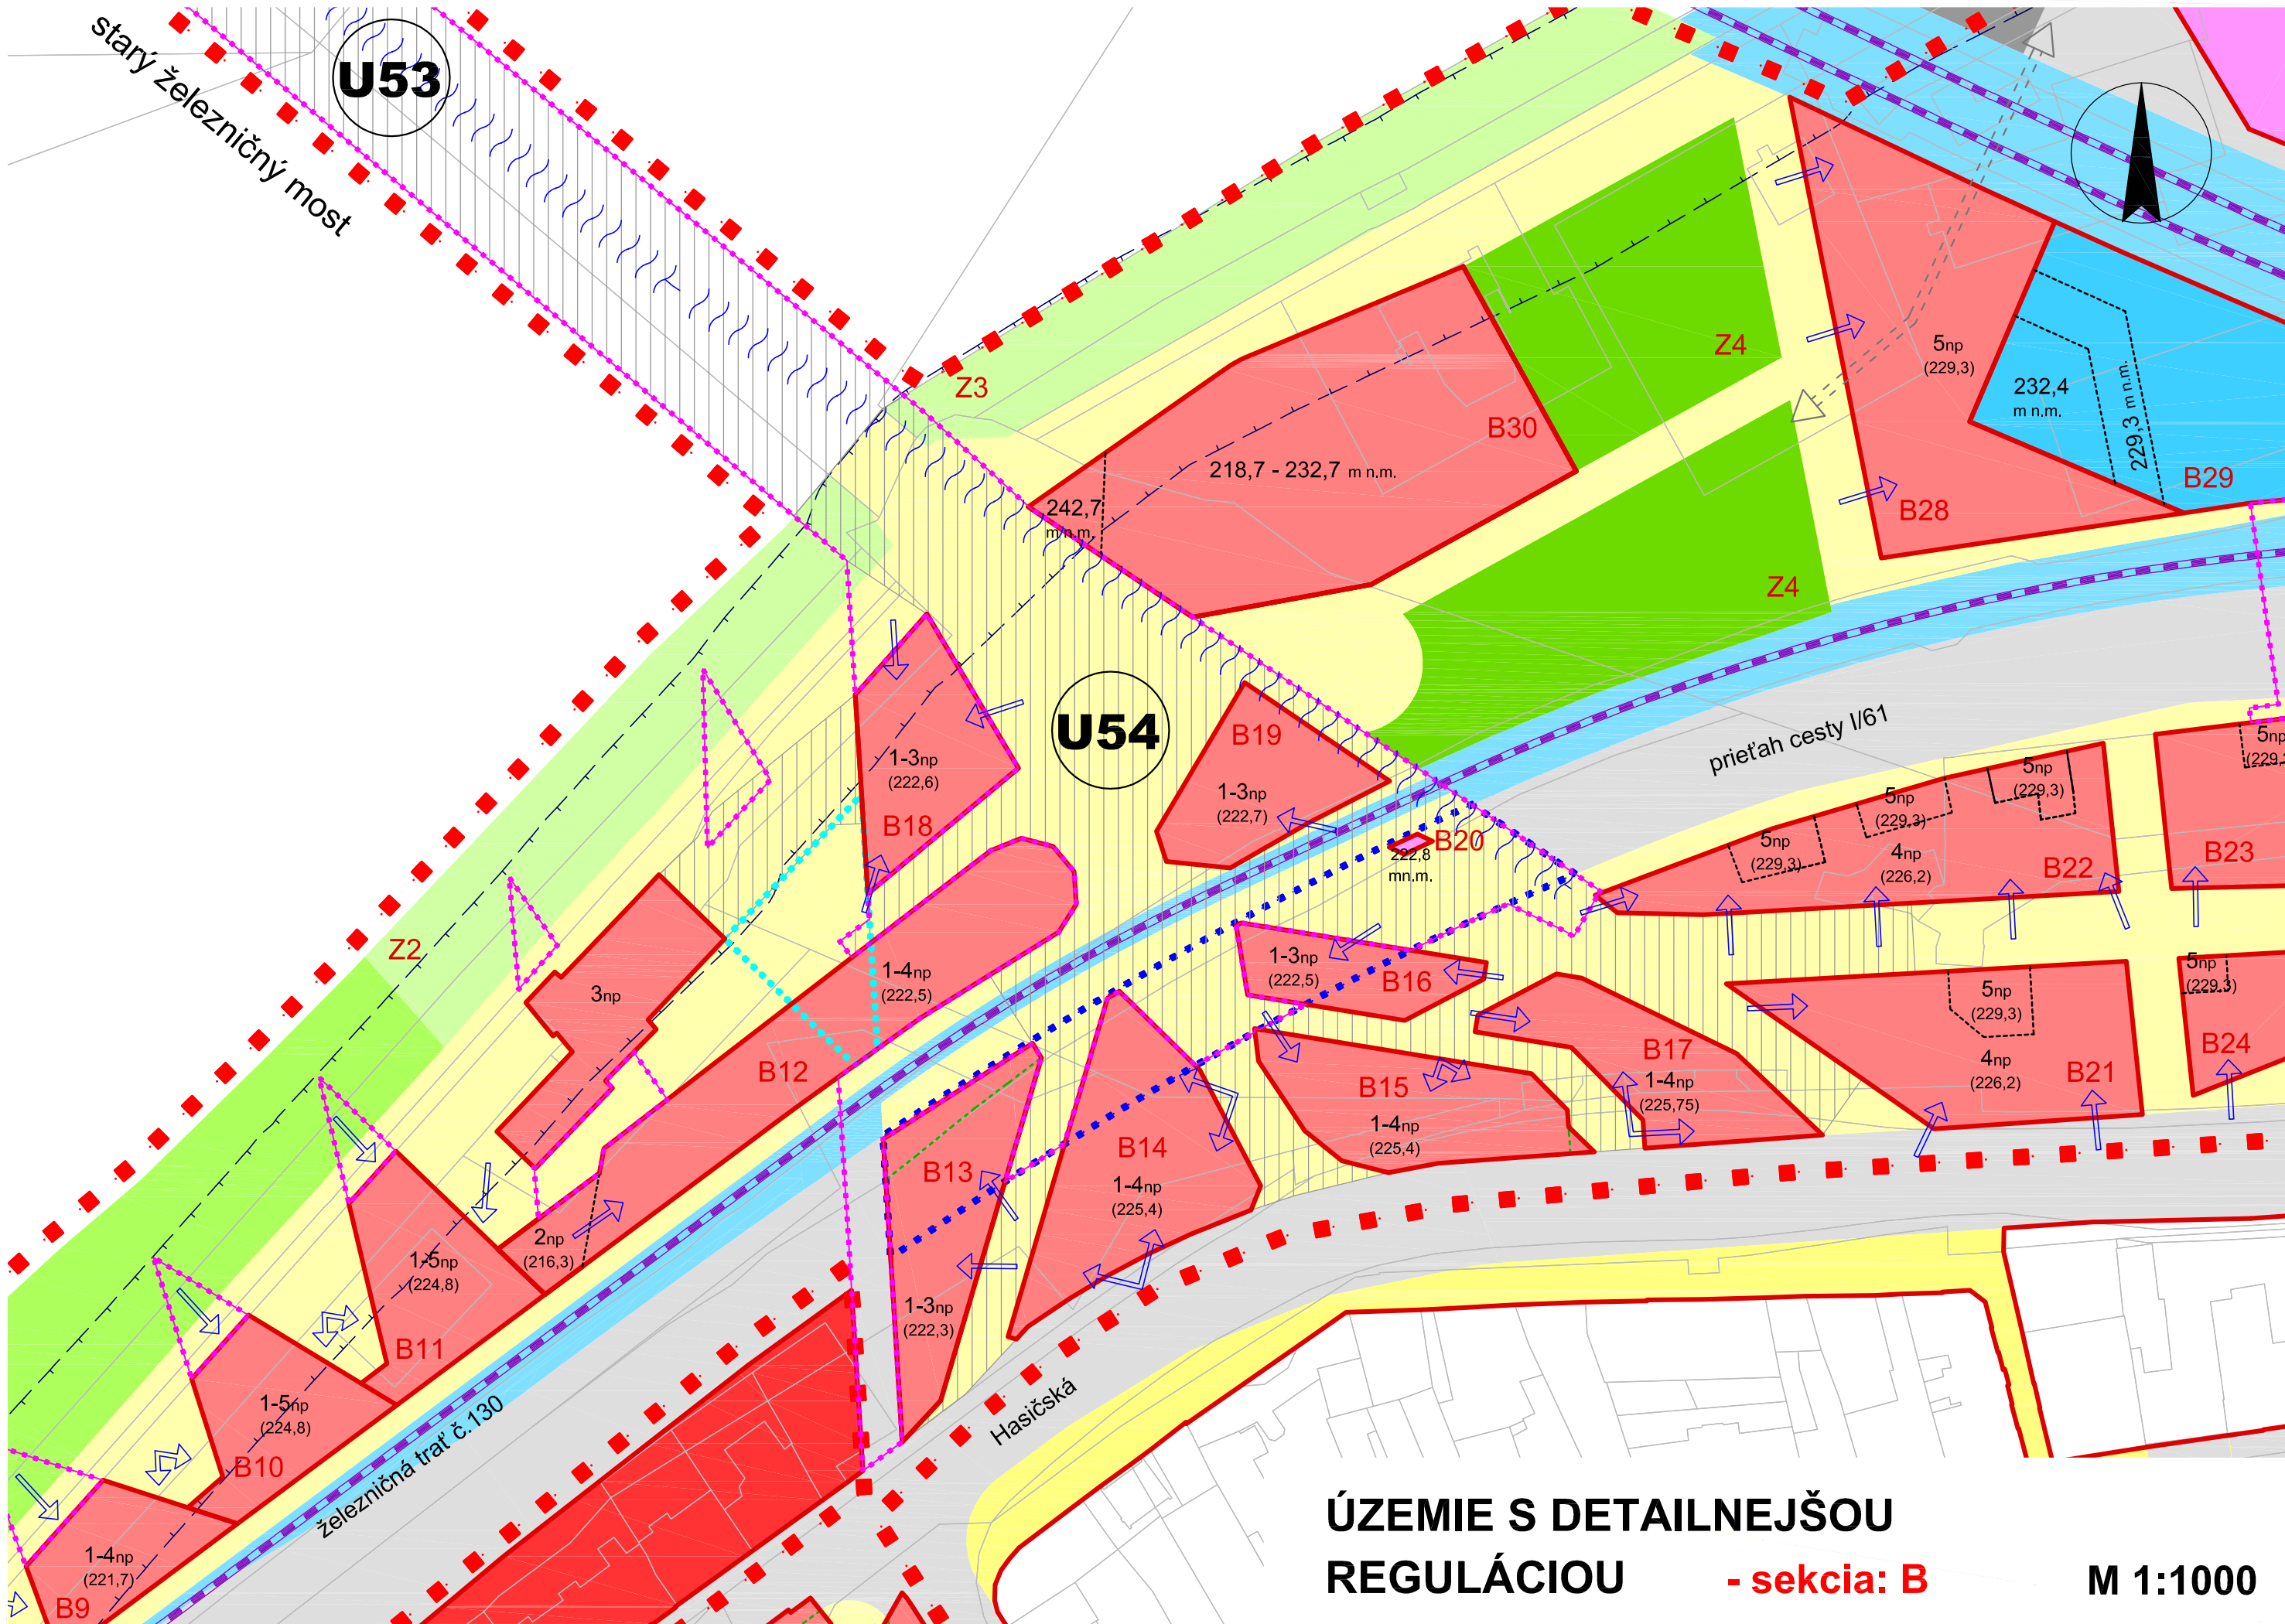 U53
starý železničný most
Z3
Z4
B30
218,7 - 232,7 m n.m.
242,7
m n.m.
5np
(229,3)
232,4
m n.m.
229,3 m n.m.
B29
B28
Z4
U54
B19
1-3np
(222,7)
1-3np
(222,6)
B18
prieťah cesty I/61
B20
222,8
mn.m.
5np
(229,3)
5np
(229,3)
5np
(229,3)
4np
(226,2)
B22
5np
B23
Z2
3np
1-4np
(222,5)
B12
1-3np
(222,5)
B16
B17
1-4np
(225,75)
5np
(229,3)
4np
(226,2)
B21
5np
(229,3)
B24
B15
1-4np
(225,4)
B14
1-4np
(225,4)
B13
1-3np
(222,3)
2np
(216,3)
1-5np
(224,8)
B11
1-5np
(224,8)
B10
1-4np
(221,7)
B9
železničná trať č.130
Hasičská
ÚZEMIE S DETAILNEJŠOU
REGULÁCIOU - sekcia: B M 1:1000